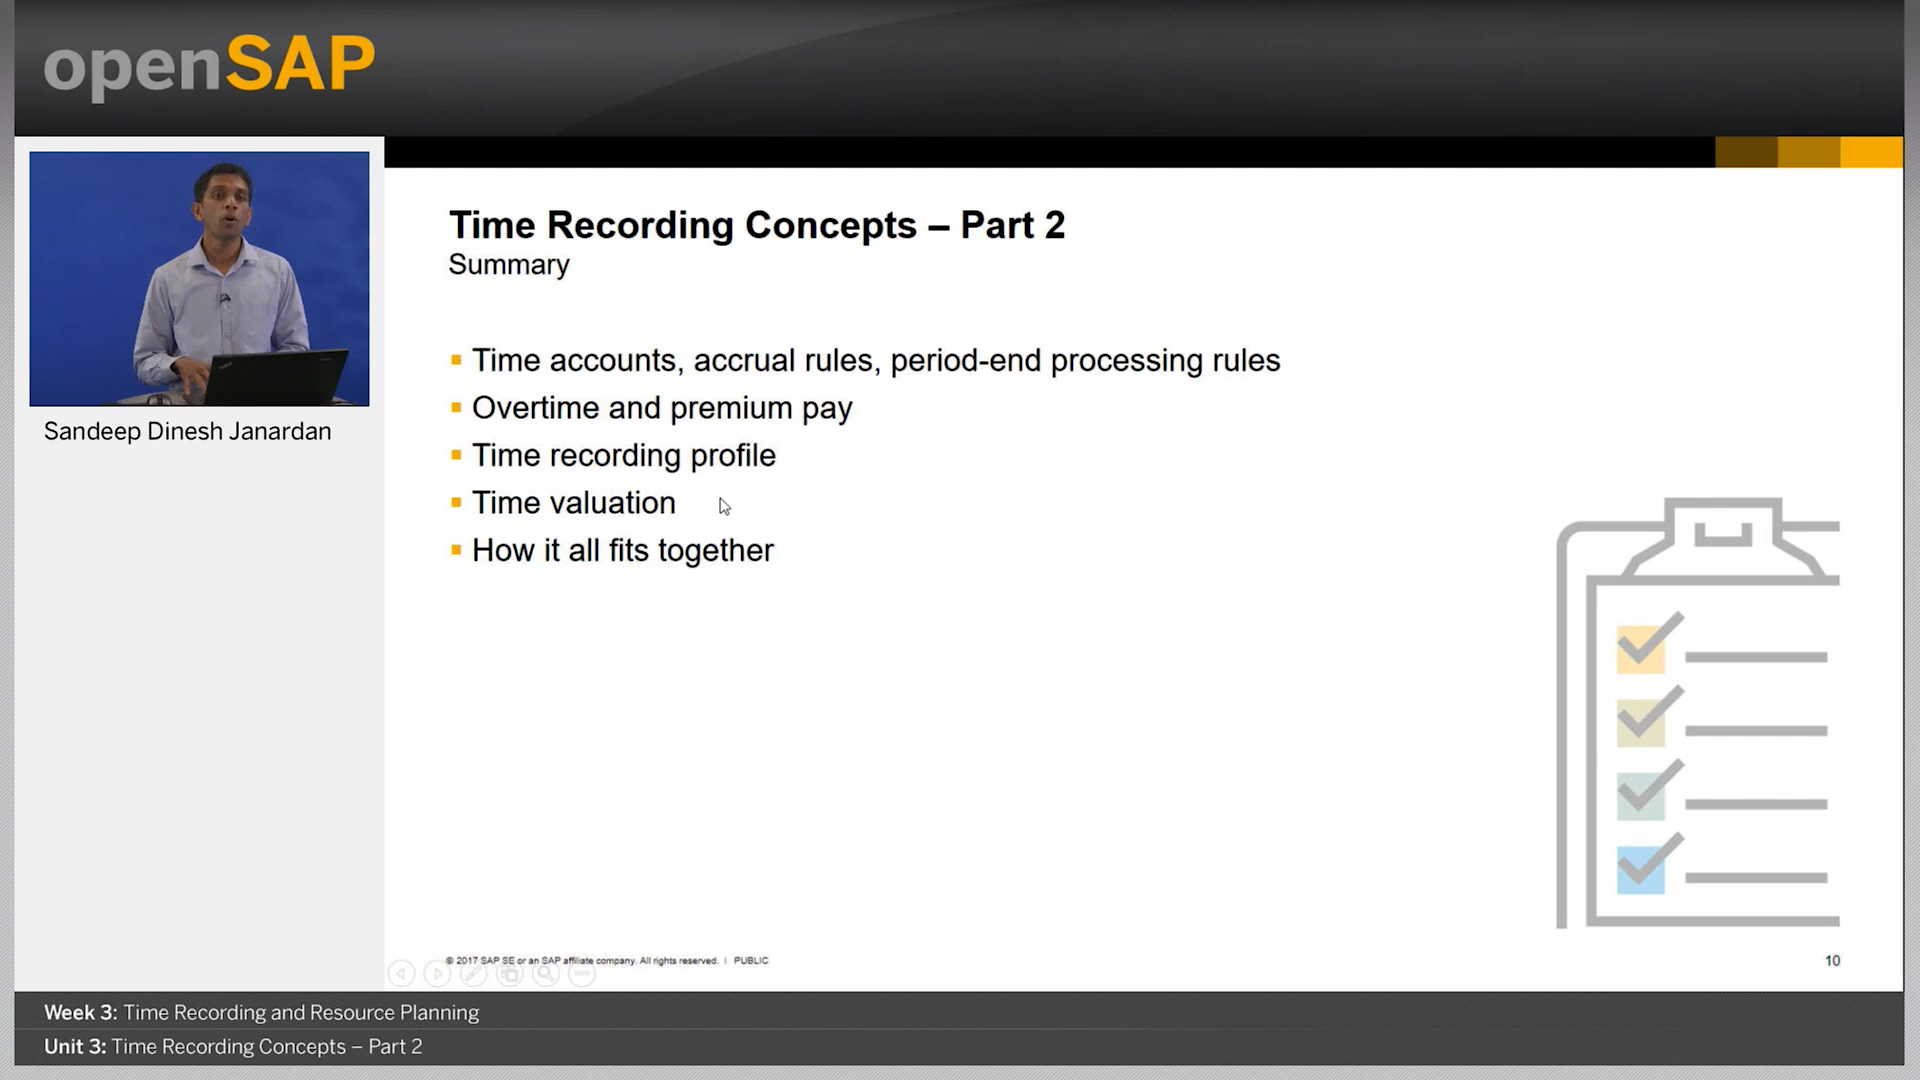 openSAP
Sandeep Dinesh Janardan
Time Recording Concepts – Part 2
Summary
Time accounts, accrual rules, period-end processing rules
Overtime and premium pay
Time recording profile
Time valuation
How it all fits together
© 2017 SAP SE or an SAP affiliate company. All rights reserved. | PUBLIC
10
Week 3: Time Recording and Resource Planning
Unit 3: Time Recording Concepts – Part 2